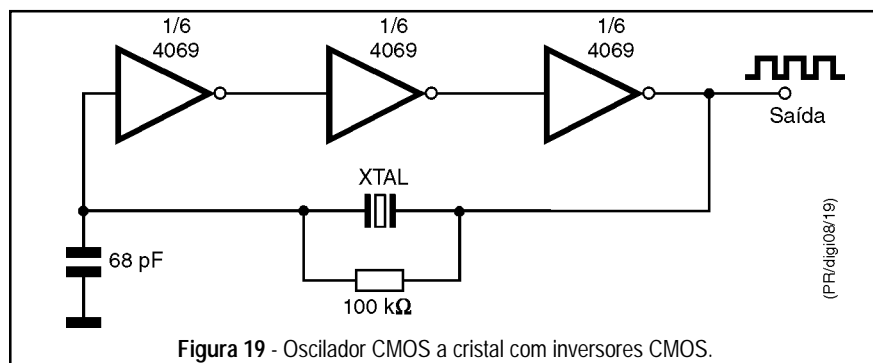 1/6
4069
1/6
4069
1/6
4069
Saída
XTAL
68 pF
100 kΩ
(PR/digi08/19)
Figura 19 - Oscilador CMOS a cristal com inversores CMOS.